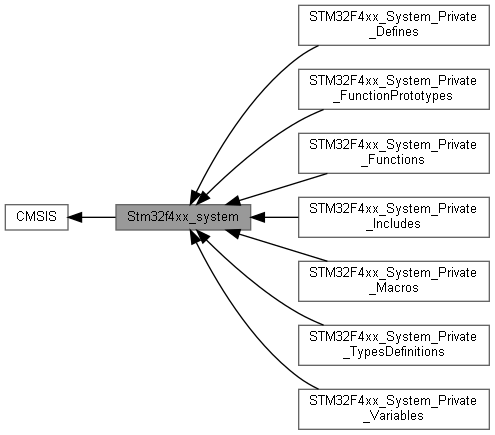 STM32F4xx_System_Private
_Defines
STM32F4xx_System_Private
_FunctionPrototypes
STM32F4xx_System_Private
_Functions
CMSIS
Stm32f4xx_system
STM32F4xx_System_Private
_Includes
STM32F4xx_System_Private
_Macros
STM32F4xx_System_Private
_TypesDefinitions
STM32F4xx_System_Private
_Variables